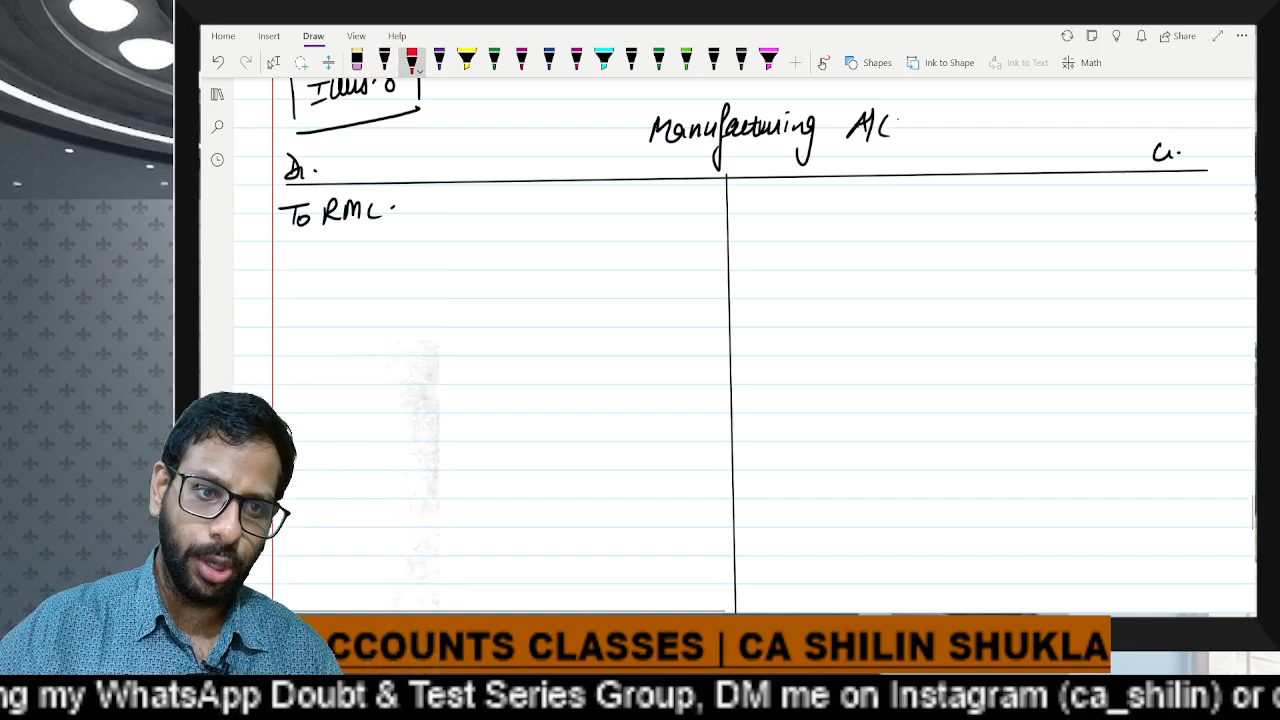 Home Insert Draw View Help
Share
Shapes Ink to Shape Ink to Text Math
Illus. 8
Manufacturing A/C
Dr. Cr.
To RMC.
CCOUNTS CLASSES | CA SHILIN SHUKLA
ng my WhatsApp Doubt & Test Series Group, DM me on Instagram (ca_shilin) or